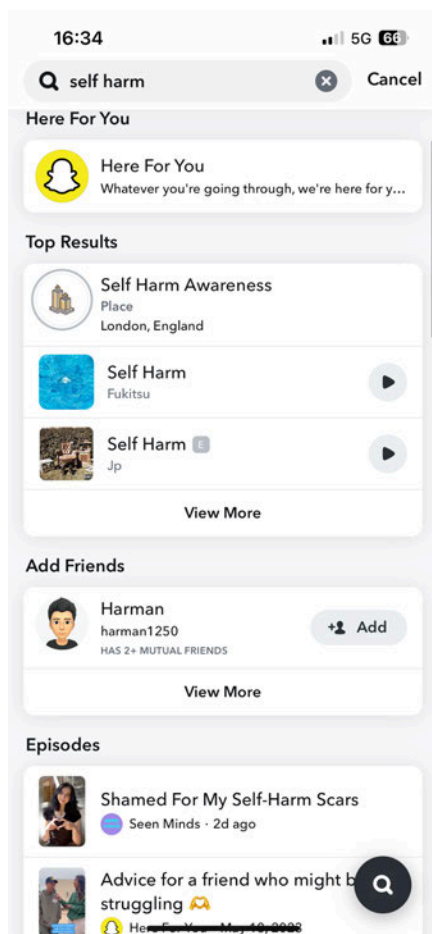 16:34
5G 66
self harm
Cancel
Here For You
Here For You
Whatever you're going through, we're here for y...
Top Results
Self Harm Awareness
Place
London, England
Self Harm
Fukitsu
Self Harm E
Jp
View More
Add Friends
Harman
harman1250
HAS 2+ MUTUAL FRIENDS
+ Add
View More
Episodes
Shamed For My Self-Harm Scars
Seen Minds · 2d ago
Advice for a friend who might b
struggling 🫶
Here For You · May 10, 2023